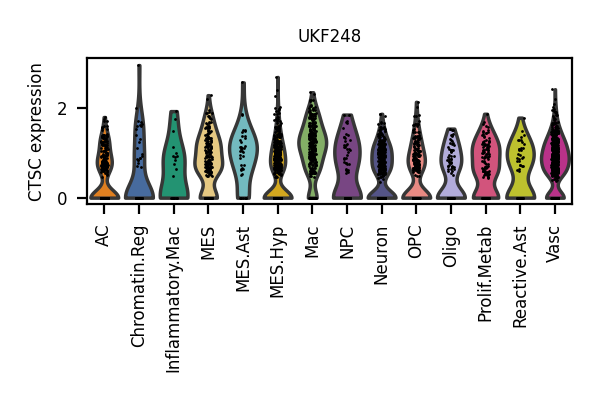 UKF248
CTSC expression
2
0
AC
Chromatin.Reg
Inflammatory.Mac
MES
MES.Ast
MES.Hyp
Mac
NPC
Neuron
OPC
Oligo
Prolif.Metab
Reactive.Ast
Vasc